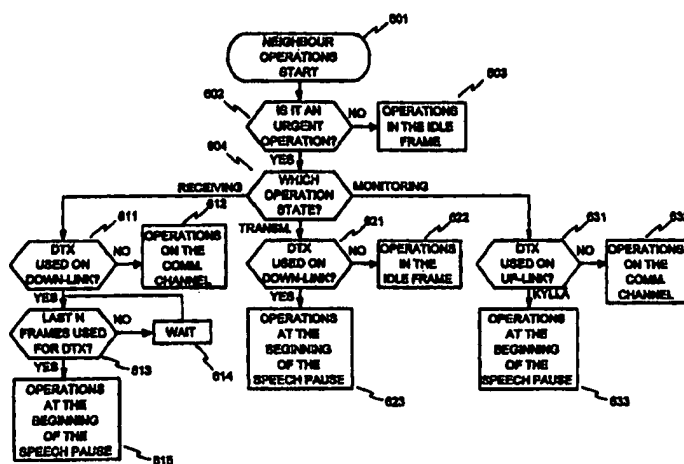 601
NEIGHBOUR
OPERATIONS
START
602
IS IT AN
URGENT
OPERATION?
NO
603
OPERATIONS
IN THE IDLE
FRAME
YES
604
WHICH
OPERATION
STATE?
RECEIVING
TRANSM.
MONITORING
611
DTX
USED ON
DOWN-LINK?
NO
612
OPERATIONS
ON THE
COMM.
CHANNEL
YES
LAST N
FRAMES USED
FOR DTX?
613
NO
WAIT
614
YES
OPERATIONS
AT THE
BEGINNING
OF THE
SPEECH PAUSE
615
621
DTX
USED ON
DOWN-LINK?
NO
622
OPERATIONS
IN THE
IDLE FRAME
YES
OPERATIONS
AT THE
BEGINNING
OF THE
SPEECH PAUSE
623
631
DTX
USED ON
UP-LINK?
NO
632
OPERATIONS
ON THE
COMM.
CHANNEL
KYLLA
OPERATIONS
AT THE
BEGINNING
OF THE
SPEECH PAUSE
633